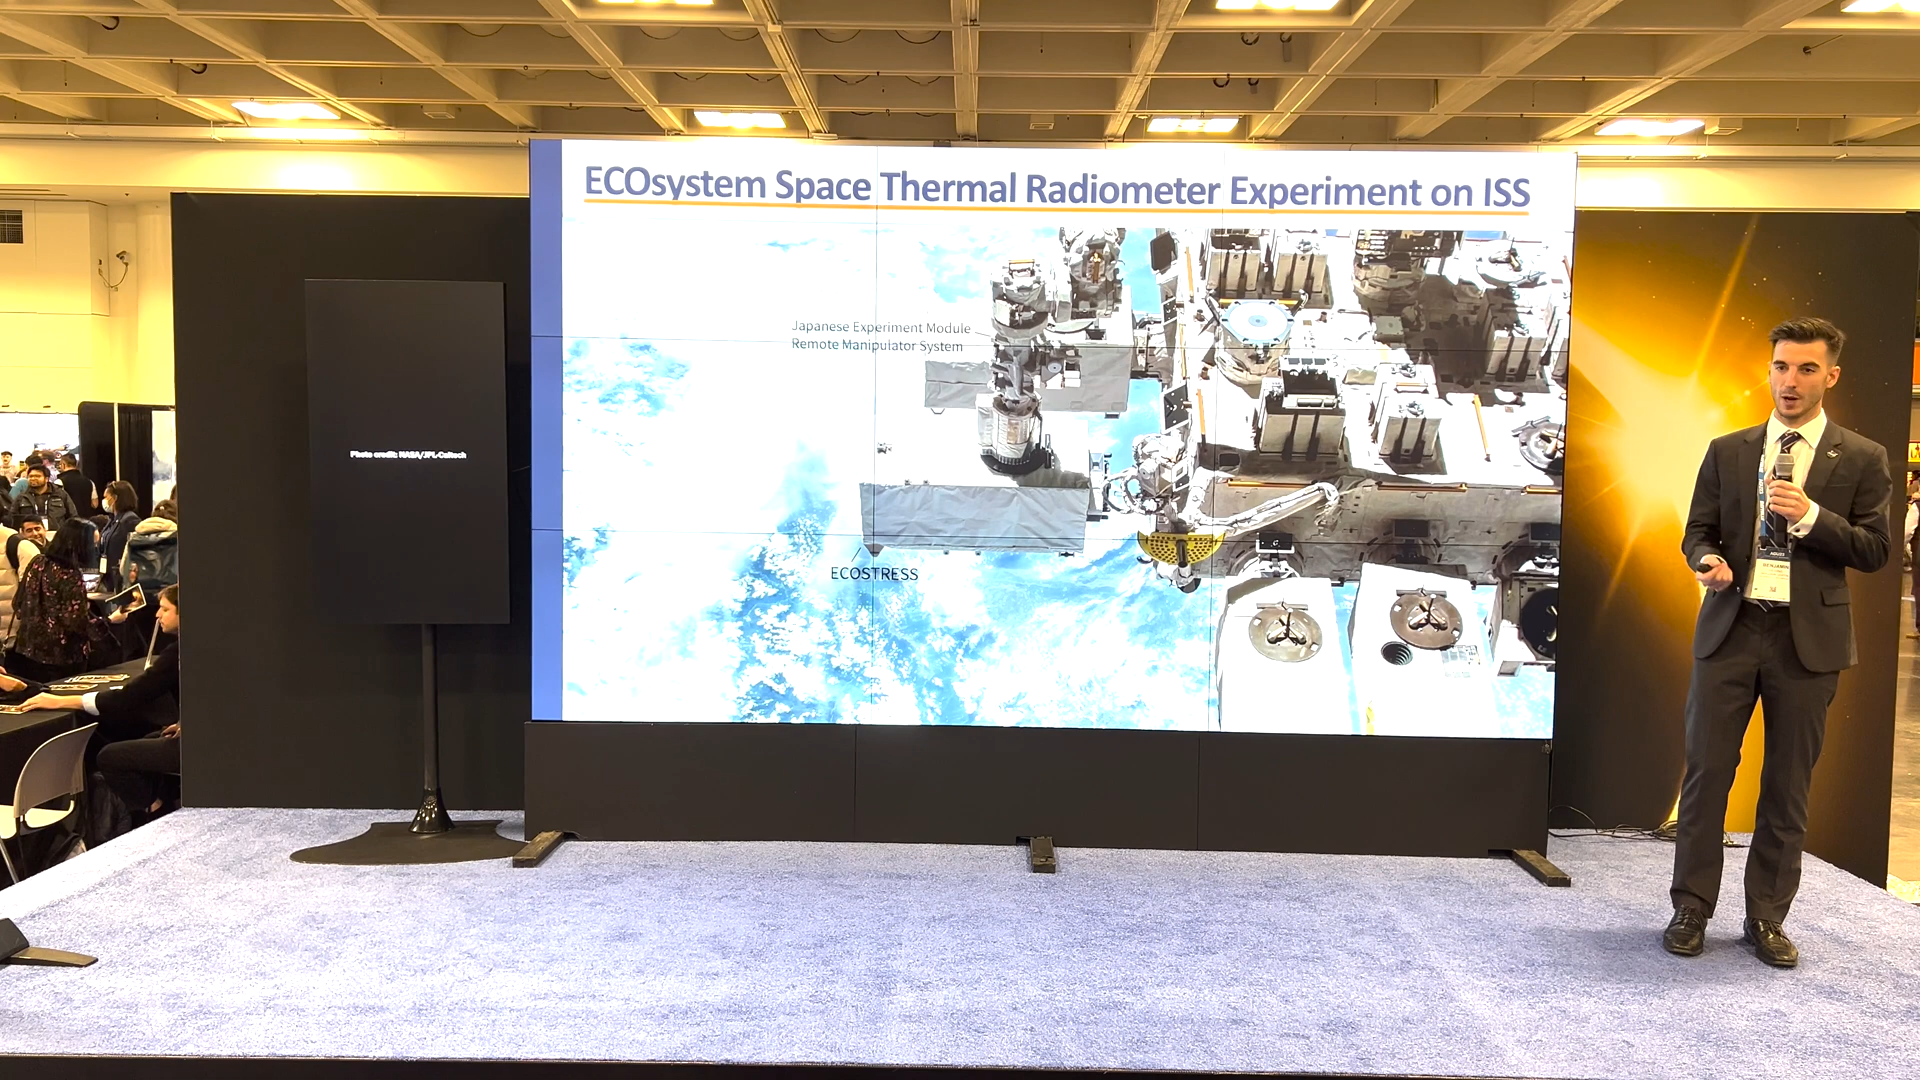 ECOsystem Space Thermal Radiometer Experiment on ISS
Japanese Experiment Module
Remote Manipulator System
ECOSTRESS
Photo credit: NASA/JPL-Caltech
BENJAMIN